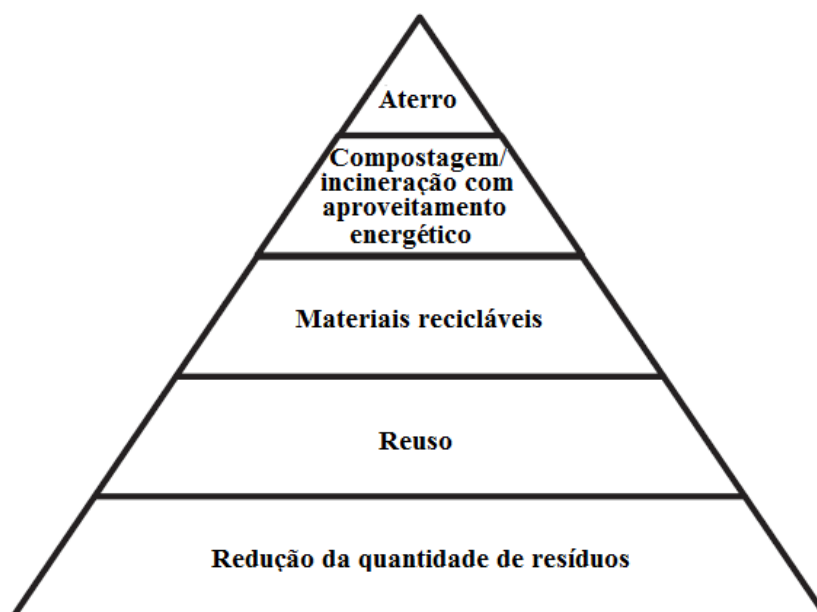 Aterro
Compostagem/
incineração com
aproveitamento
energético
Materiais recicláveis
Reuso
Redução da quantidade de resíduos